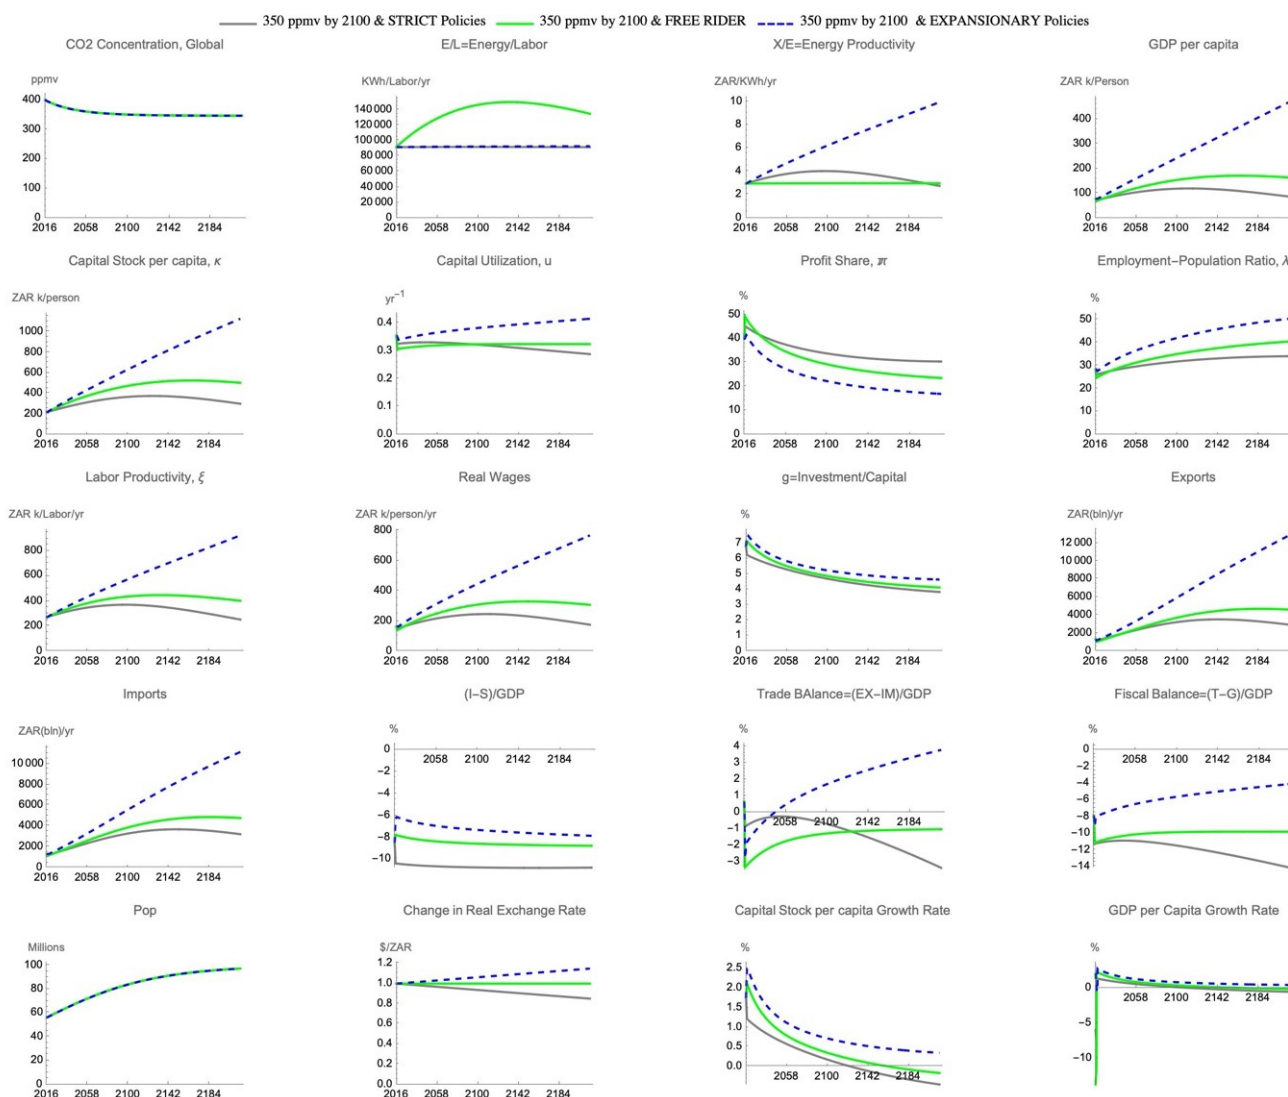 350 ppmv by 2100 & STRICT Policies 350 ppmv by 2100 & FREE RIDER 350 ppmv by 2100 & EXPANSIONARY Policies
CO2 Concentration, Global
ppmv
400
300
200
100
0
2016 2058 2100 2142 2184
E/L=Energy/Labor
KWh/Labor/yr
140 000
120 000
100 000
80 000
60 000
40 000
20 000
0
2016 2058 2100 2142 2184
X/E=Energy Productivity
ZAR/KWh/yr
10
8
6
4
2
0
2016 2058 2100 2142 2184
GDP per capita
ZAR k/Person
400
300
200
100
0
2016 2058 2100 2142 2184
Capital Stock per capita, κ
ZAR k/person
1000
800
600
400
200
0
2016 2058 2100 2142 2184
Capital Utilization, u
yr⁻¹
0.4
0.3
0.2
0.1
0.0
2016 2058 2100 2142 2184
Profit Share, π
%
50
40
30
20
10
0
2016 2058 2100 2142 2184
Employment−Population Ratio, λ
%
50
40
30
20
10
0
2016 2058 2100 2142 2184
Labor Productivity, ξ
ZAR k/Labor/yr
800
600
400
200
0
2016 2058 2100 2142 2184
Real Wages
ZAR k/person/yr
800
600
400
200
0
2016 2058 2100 2142 2184
g=Investment/Capital
%
7
6
5
4
3
2
1
0
2016 2058 2100 2142 2184
Exports
ZAR(bln)/yr
12 000
10 000
8000
6000
4000
2000
0
2016 2058 2100 2142 2184
Imports
ZAR(bln)/yr
10 000
8000
6000
4000
2000
0
2016 2058 2100 2142 2184
(I−S)/GDP
%
0
−2
−4
−6
−8
−10
2058 2100 2142 2184
Trade BAlance=(EX−IM)/GDP
%
4
3
2
1
0
−1
−2
−3
2058 2100 2142 2184
Fiscal Balance=(T−G)/GDP
%
0
−2
−4
−6
−8
−10
−12
−14
2058 2100 2142 2184
Pop
Millions
100
80
60
40
20
0
2016 2058 2100 2142 2184
Change in Real Exchange Rate
$/ZAR
1.2
1.0
0.8
0.6
0.4
0.2
0.0
2016 2058 2100 2142 2184
Capital Stock per capita Growth Rate
%
2.5
2.0
1.5
1.0
0.5
0.0
2058 2100 2142 2184
GDP per Capita Growth Rate
%
0
−5
−10
2058 2100 2142 2184